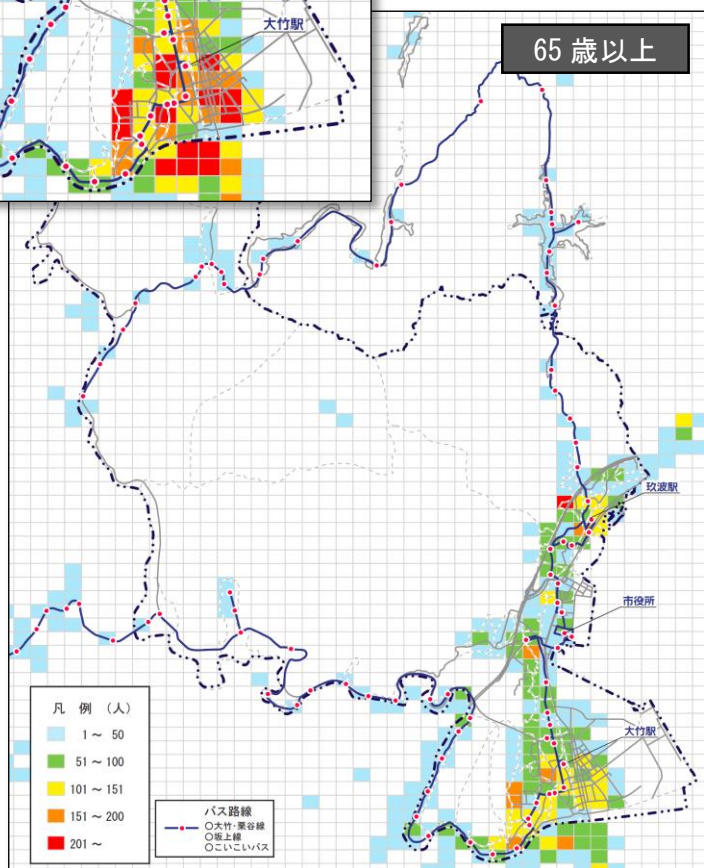 大竹駅
65歳以上
玖波駅
市役所
大竹駅
凡 例 (人)
1 ～ 50
51 ～ 100
101 ～ 151
151 ～ 200
201 ～
バス路線
○大竹・栗谷線
○坂上線
○こいこいバス